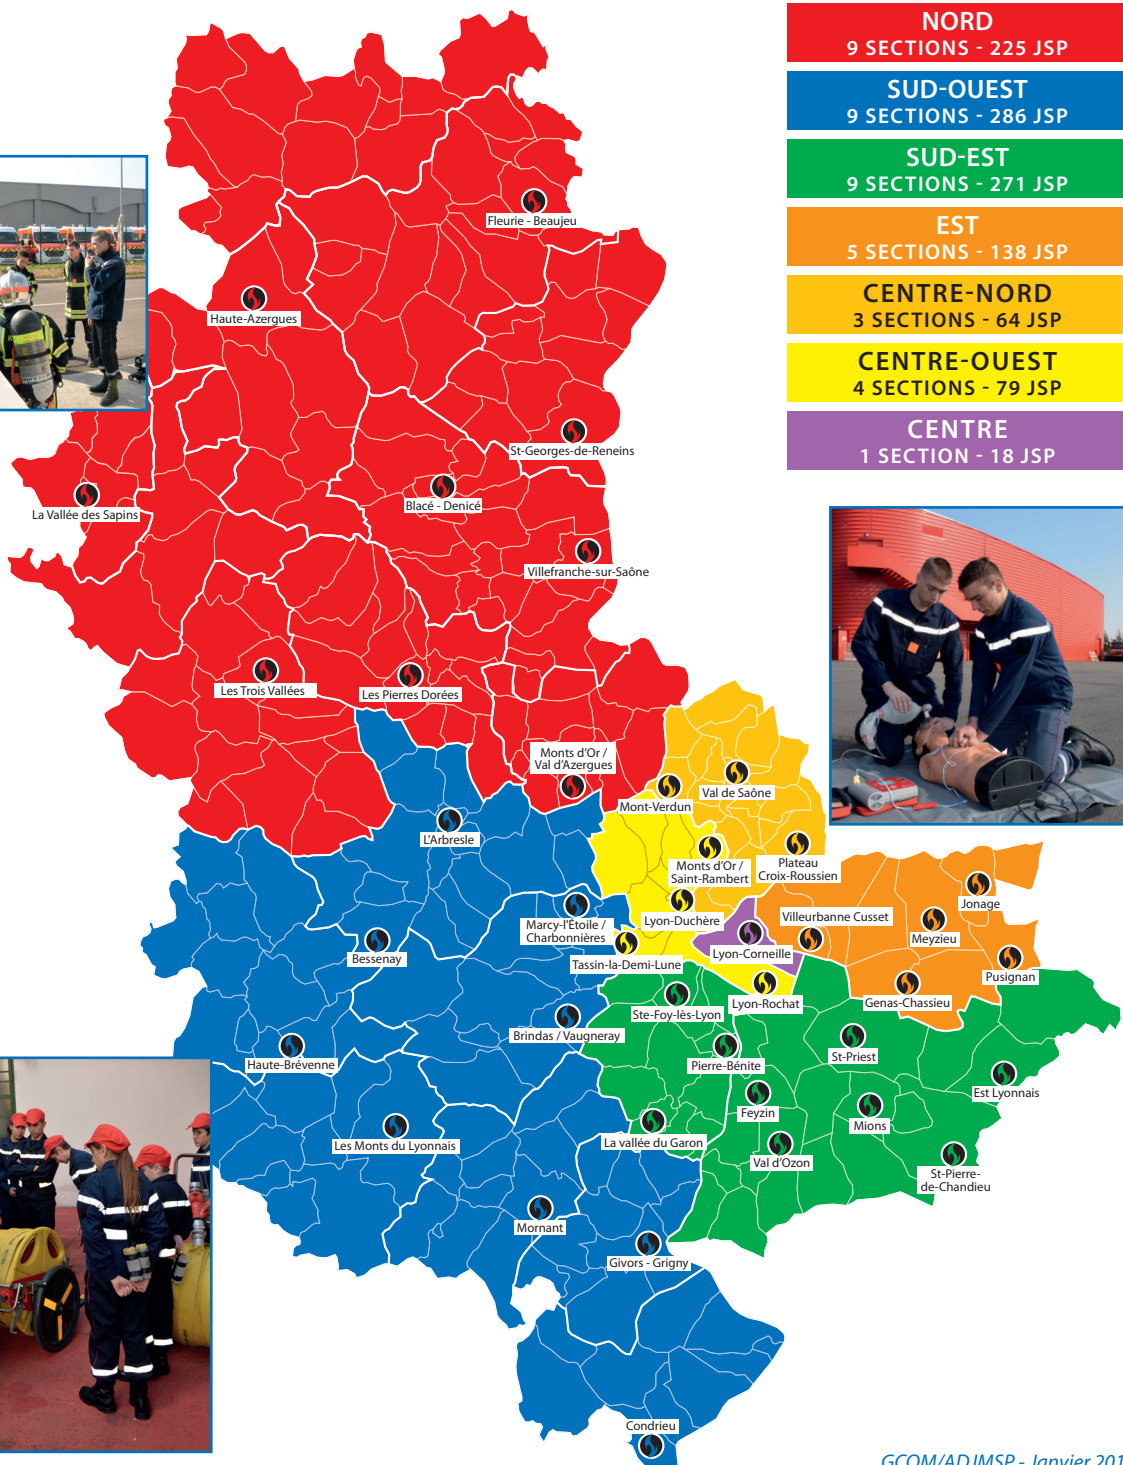 NORD
9 SECTIONS - 225 JSP
SUD-OUEST
9 SECTIONS - 286 JSP
SUD-EST
9 SECTIONS - 271 JSP
EST
5 SECTIONS - 138 JSP
CENTRE-NORD
3 SECTIONS - 64 JSP
CENTRE-OUEST
4 SECTIONS - 79 JSP
CENTRE
1 SECTION - 18 JSP
Fleurie - Beaujeu
Haute-Azergues
St-Georges-de-Reneins
Blacé - Denicé
La Vallée des Sapins
Villefranche-sur-Saône
Les Trois Vallées
Les Pierres Dorées
Monts d'Or /
Val d'Azergues
Mont-Verdun
Val de Saône
L'Arbresle
Monts d'Or /
Saint-Rambert
Plateau
Croix-Roussien
Jonage
Marcy-l'Étoile /
Charbonnières
Lyon-Duchère
Villeurbanne Cusset
Meyzieu
Bessenay
Tassin-la-Demi-Lune
Lyon-Corneille
Pusignan
Ste-Foy-lès-Lyon
Lyon-Rochat
Genas-Chassieu
Brindas / Vaugneray
Haute-Brévenne
Pierre-Bénite
St-Priest
Est Lyonnais
Feyzin
Mions
Les Monts du Lyonnais
La vallée du Garon
Val d'Ozon
St-Pierre-
de-Chandieu
Mornant
Givors - Grigny
Condrieu
GCOM/ADJMSP - Janvier 201